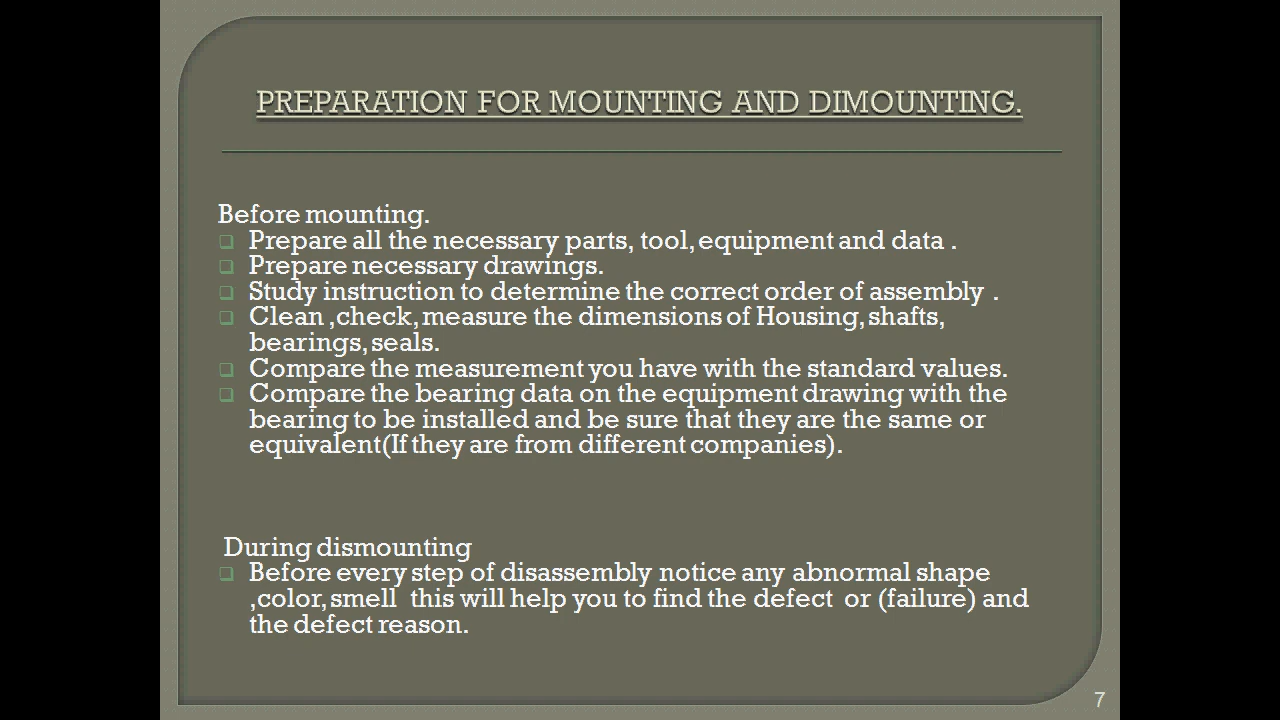 PREPARATION FOR MOUNTING AND DIMOUNTING.
Before mounting.
Prepare all the necessary parts, tool, equipment and data .
Prepare necessary drawings.
Study instruction to determine the correct order of assembly .
Clean ,check, measure the dimensions of Housing, shafts,
bearings, seals.
Compare the measurement you have with the standard values.
Compare the bearing data on the equipment drawing with the
bearing to be installed and be sure that they are the same or
equivalent(If they are from different companies).
During dismounting
Before every step of disassembly notice any abnormal shape
,color, smell this will help you to find the defect or (failure) and
the defect reason.
7